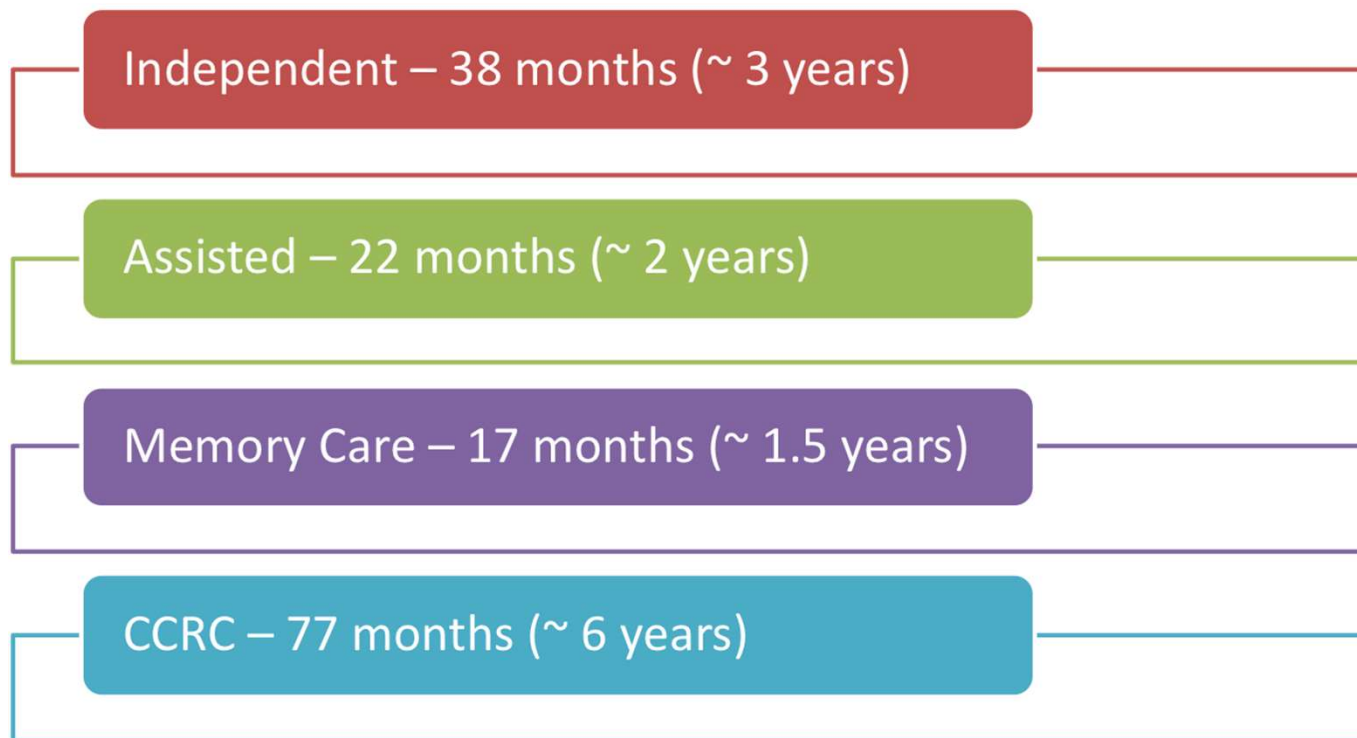 Independent – 38 months (~ 3 years)
Assisted – 22 months (~ 2 years)
Memory Care – 17 months (~ 1.5 years)
CCRC – 77 months (~ 6 years)